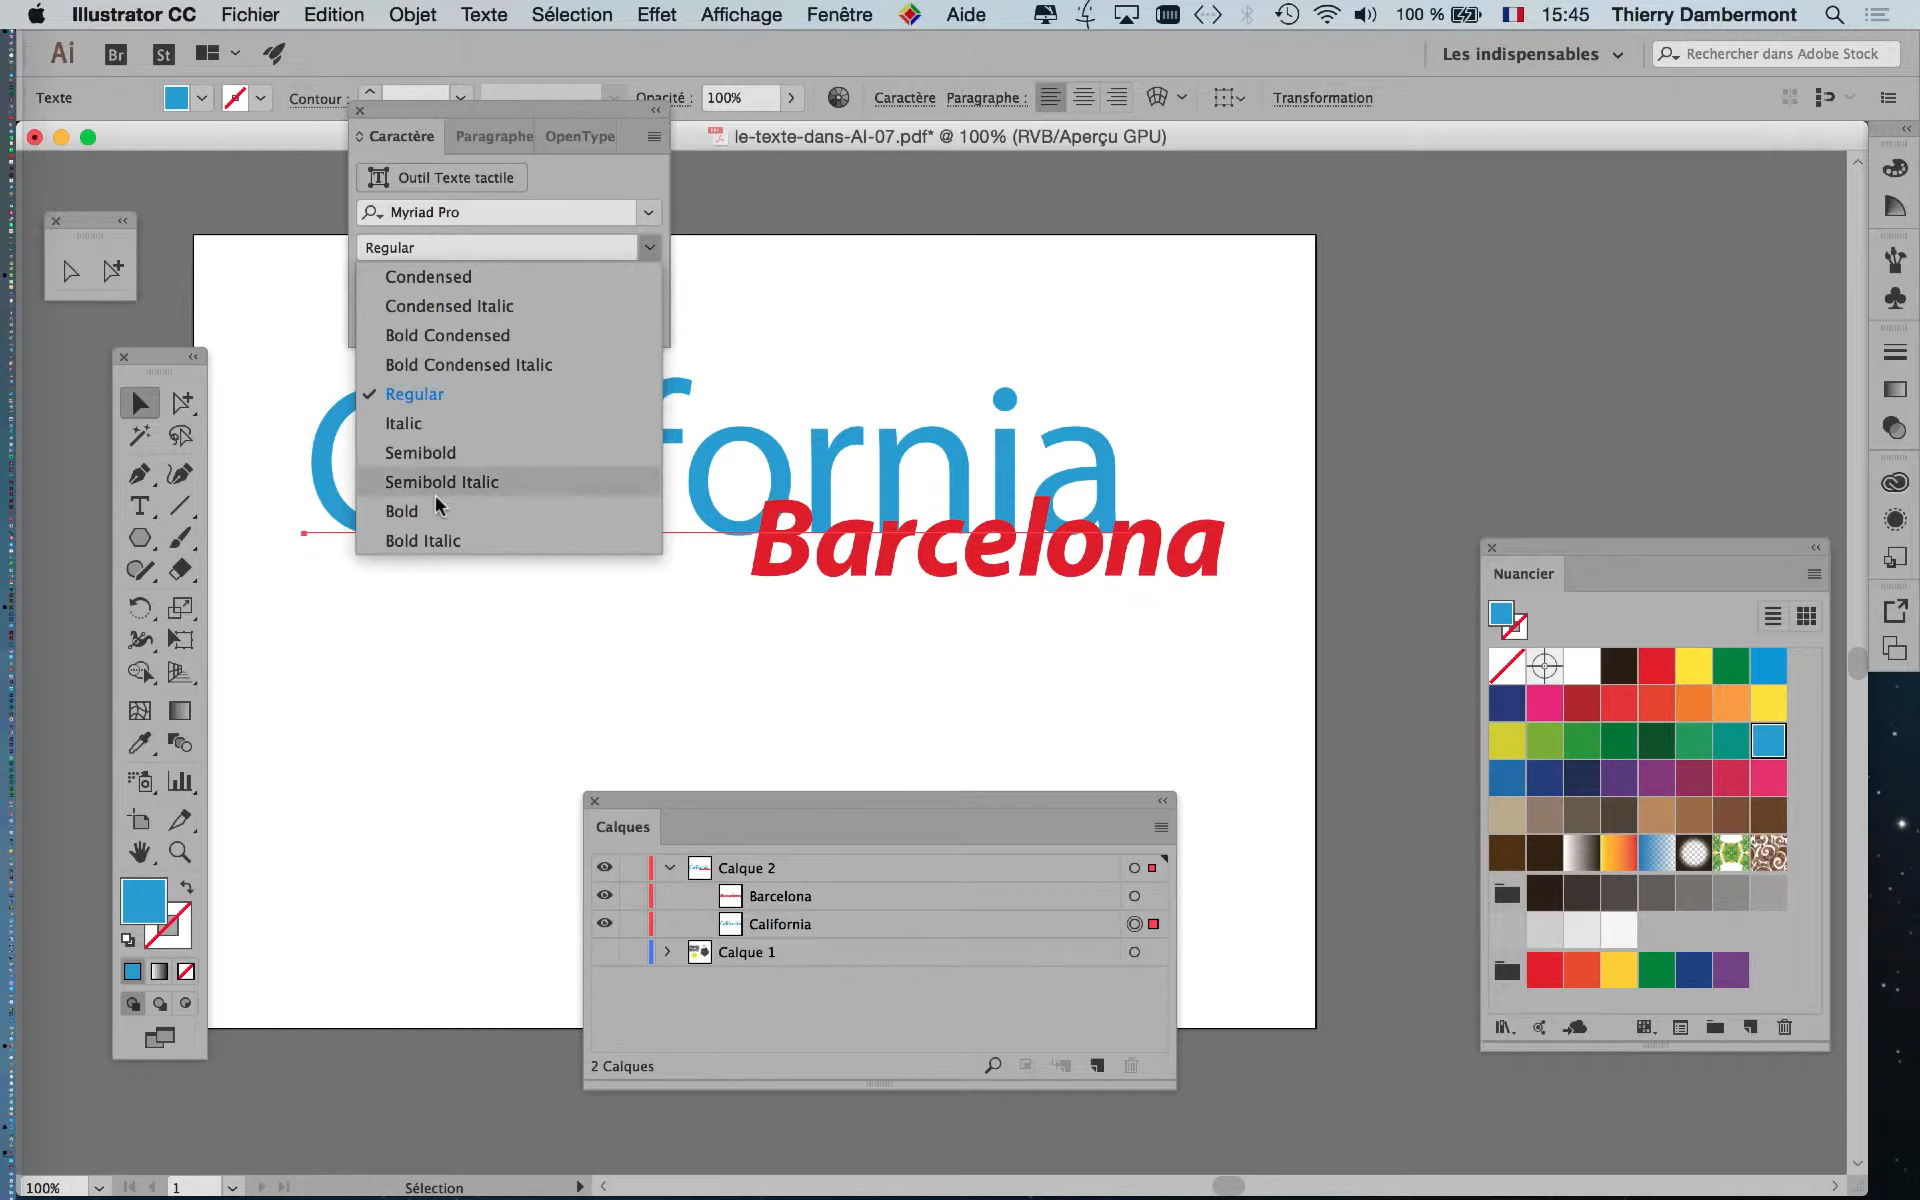 Illustrator CC Fichier Edition Objet Texte Sélection Effet Affichage Fenêtre Aide 100 % 15:45 Thierry Dambermont
Ai Br St Les indispensables Rechercher dans Adobe Stock
Texte Contour : Opacité : 100% Caractère Paragraphe : Transformation
le-texte-dans-AI-07.pdf* @ 100% (RVB/Aperçu GPU)
Caractère Paragraphe OpenType
Outil Texte tactile
Myriad Pro
Regular
Condensed
Condensed Italic
Bold Condensed
Bold Condensed Italic
Regular
Italic
Semibold
Semibold Italic
Bold
Bold Italic
fornia
Barcelona
Nuancier
Calques
Calque 2
Barcelona
California
Calque 1
2 Calques
100% 1 Sélection